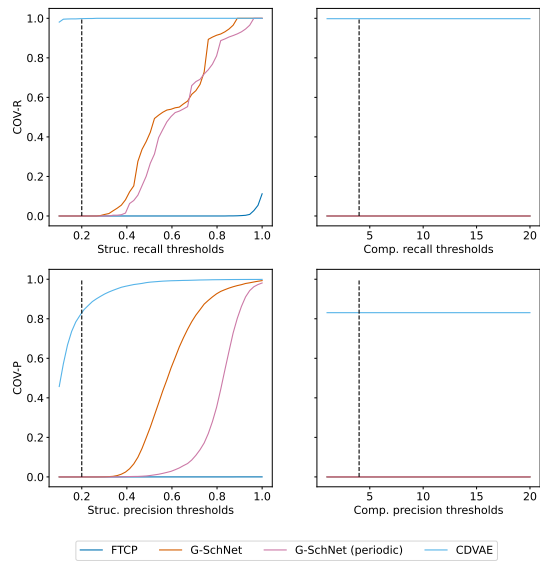 1.0
0.8
0.6
0.4
0.2
0.0
COV-R
0.2 0.4 0.6 0.8 1.0
Struc. recall thresholds
5 10 15 20
Comp. recall thresholds
1.0
0.8
0.6
0.4
0.2
0.0
COV-P
0.2 0.4 0.6 0.8 1.0
Struc. precision thresholds
5 10 15 20
Comp. precision thresholds
FTCP G-SchNet G-SchNet (periodic) CDVAE